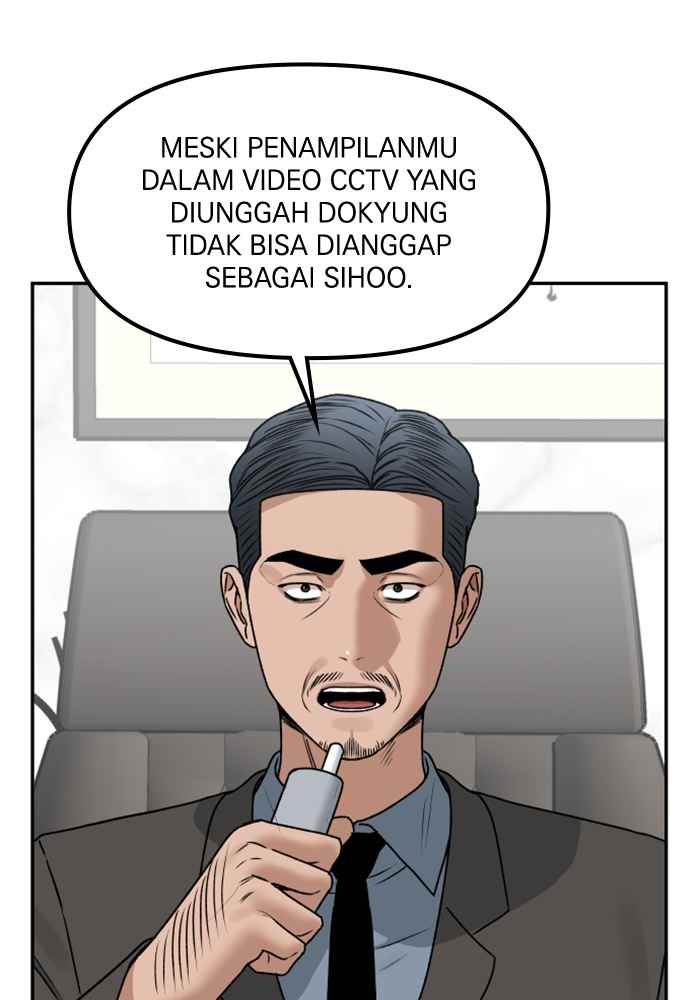 MESKI PENAMPILANMU
DALAM VIDEO CCTV YANG
DIUNGGAH DOKYUNG
TIDAK BISA DIANGGAP
SEBAGAI SIHOO.